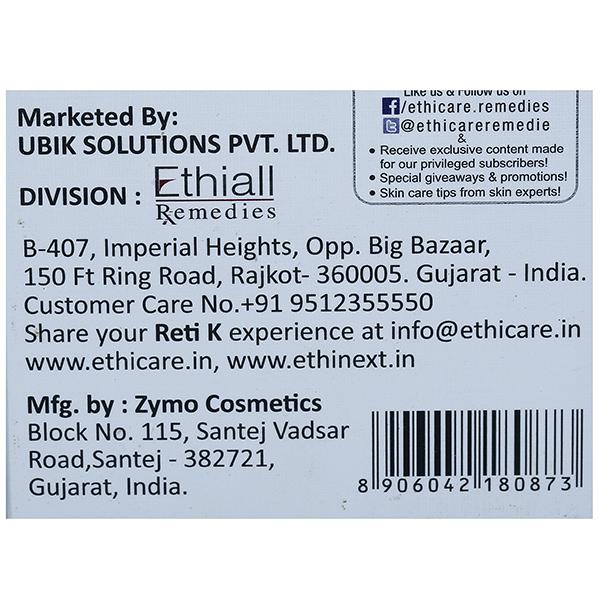 Like us & Follow us on
f/ethicare.remedies
@ethicareremedie
&
• Receive exclusive content made
for our privileged subscribers!
• Special giveaways & promotions!
• Skin care tips from skin experts!
Marketed By:
UBIK SOLUTIONS PVT. LTD.
DIVISION : Ethiall
Remedies
B-407, Imperial Heights, Opp. Big Bazaar,
150 Ft Ring Road, Rajkot- 360005. Gujarat - India.
Customer Care No.+91 9512355550
Share your Reti K experience at info@ethicare.in
www.ethicare.in, www.ethinext.in
Mfg. by : Zymo Cosmetics
Block No. 115, Santej Vadsar
Road,Santej - 382721,
Gujarat, India.
8 906042 180873